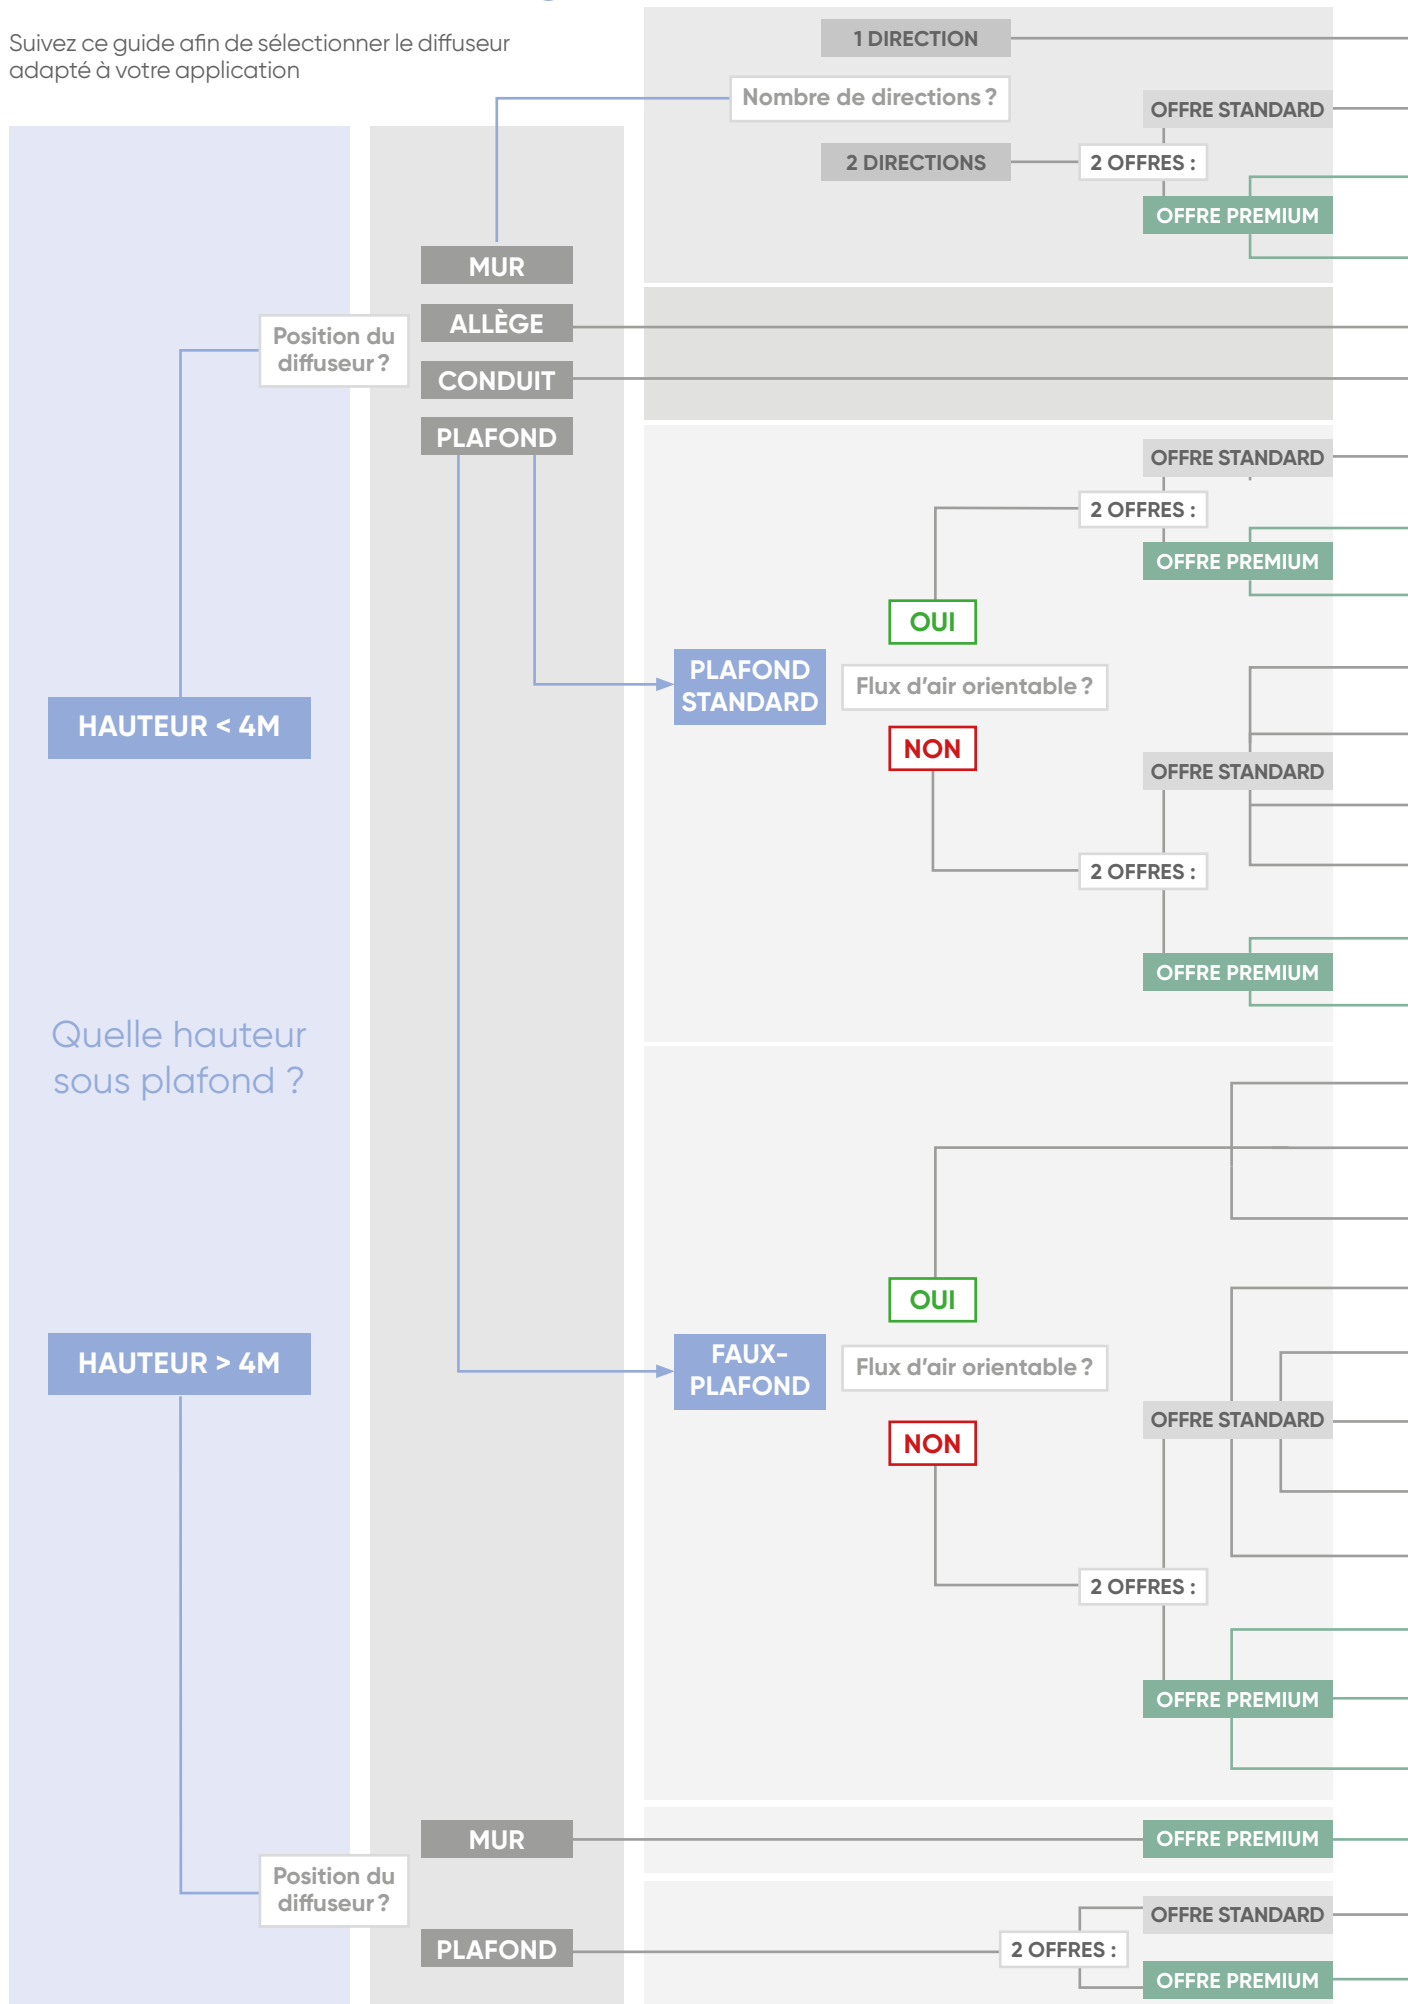 Suivez ce guide afin de sélectionner le diffuseur
adapté à votre application
1 DIRECTION
Nombre de directions ?
OFFRE STANDARD
2 DIRECTIONS
2 OFFRES :
OFFRE PREMIUM
MUR
ALLÈGE
Position du
diffuseur ?
CONDUIT
PLAFOND
OFFRE STANDARD
2 OFFRES :
OFFRE PREMIUM
OUI
PLAFOND
STANDARD
Flux d’air orientable ?
HAUTEUR < 4M
NON
OFFRE STANDARD
2 OFFRES :
OFFRE PREMIUM
Quelle hauteur
sous plafond ?
OUI
HAUTEUR > 4M
FAUX-
PLAFOND
Flux d’air orientable ?
OFFRE STANDARD
NON
2 OFFRES :
OFFRE PREMIUM
MUR
OFFRE PREMIUM
Position du
diffuseur ?
OFFRE STANDARD
PLAFOND
2 OFFRES :
OFFRE PREMIUM